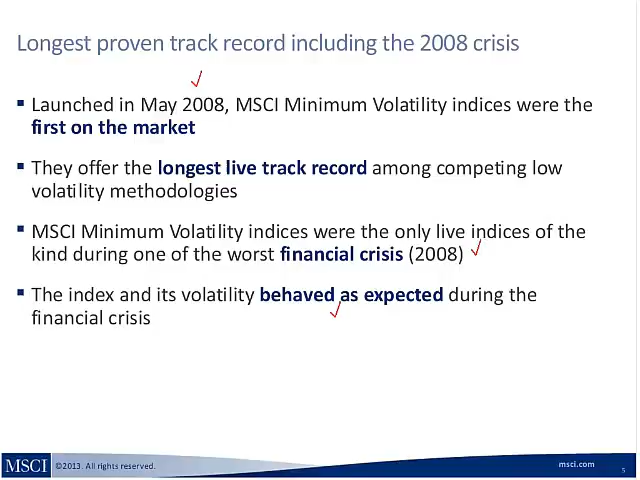 Longest proven track record including the 2008 crisis
▪ Launched in May 2008, MSCI Minimum Volatility indices were the
first on the market
▪ They offer the longest live track record among competing low
volatility methodologies
▪ MSCI Minimum Volatility indices were the only live indices of the
kind during one of the worst financial crisis (2008)
▪ The index and its volatility behaved as expected during the
financial crisis
MSCI ©2013. All rights reserved. msci.com
5